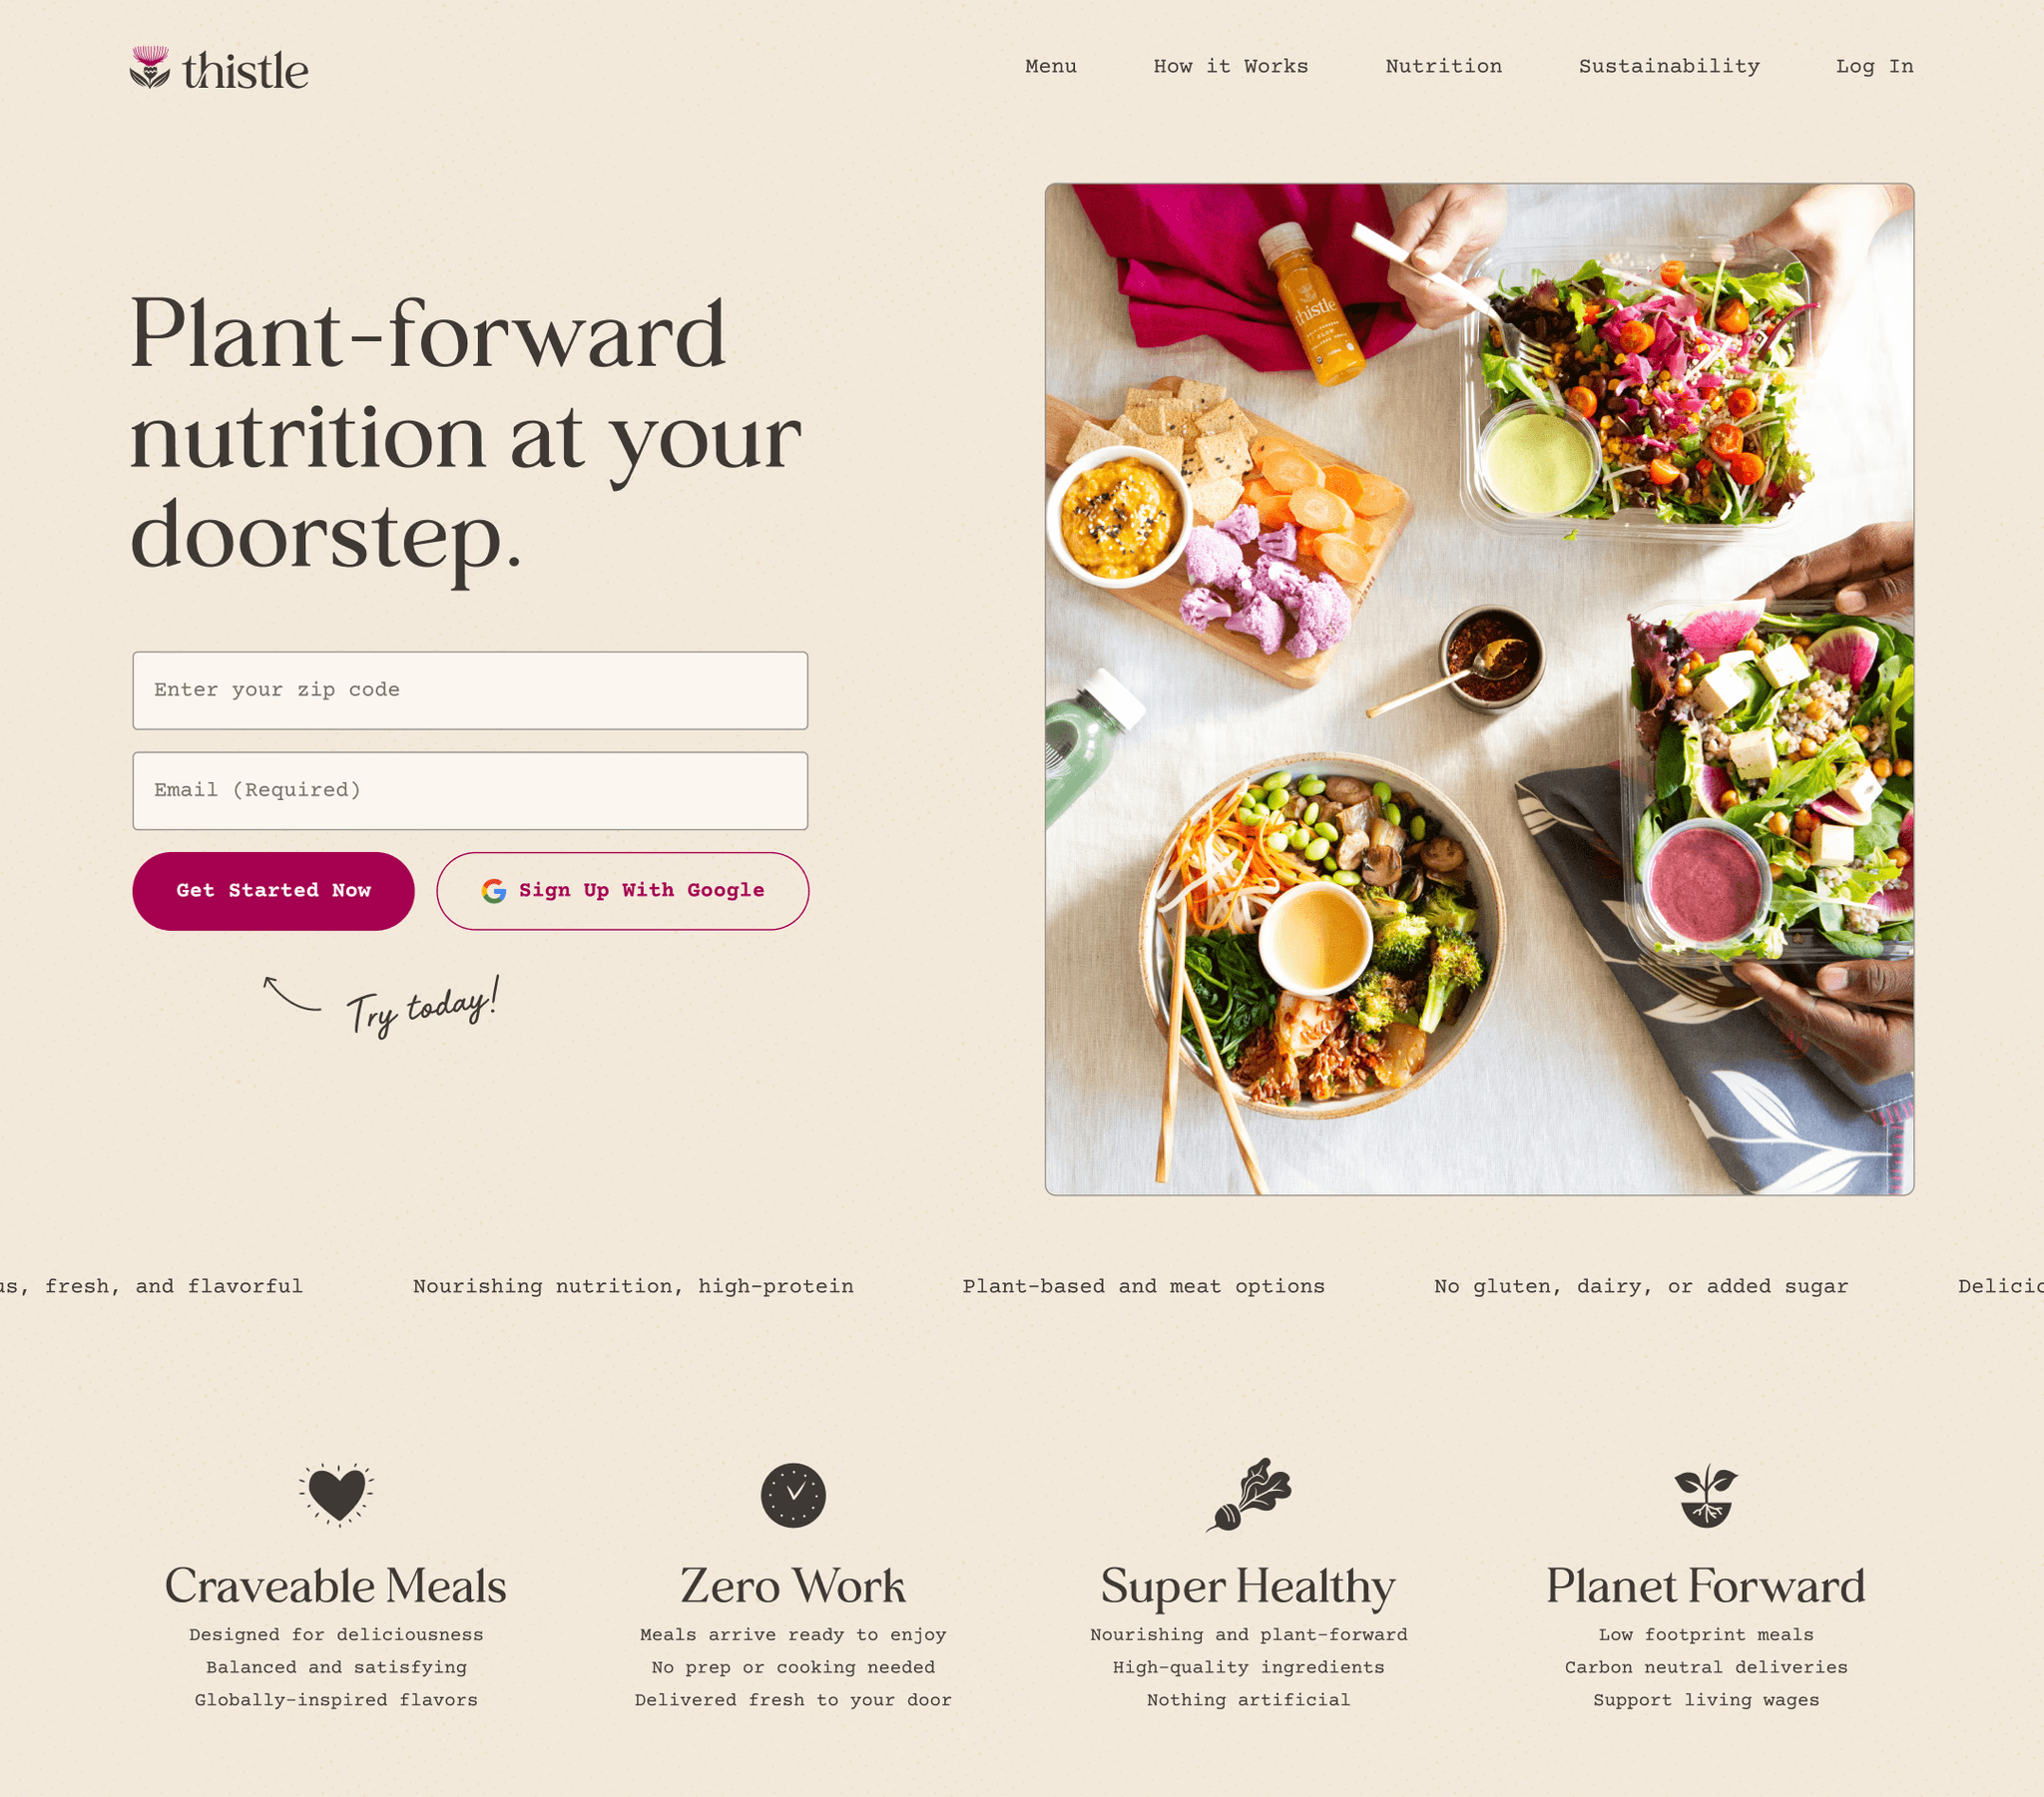 thistle
Menu
How it Works
Nutrition
Sustainability
Log In
Plant-forward
nutrition at your
doorstep.
Enter your zip code
Email (Required)
Get Started Now
Sign Up With Google
Try today!
thistle
, fresh, and flavorful
Nourishing nutrition, high-protein
Plant-based and meat options
No gluten, dairy, or added sugar
Craveable Meals
Designed for deliciousness
Balanced and satisfying
Globally-inspired flavors
Zero Work
Meals arrive ready to enjoy
No prep or cooking needed
Delivered fresh to your door
Super Healthy
Nourishing and plant-forward
High-quality ingredients
Nothing artificial
Planet Forward
Low footprint meals
Carbon neutral deliveries
Support living wages